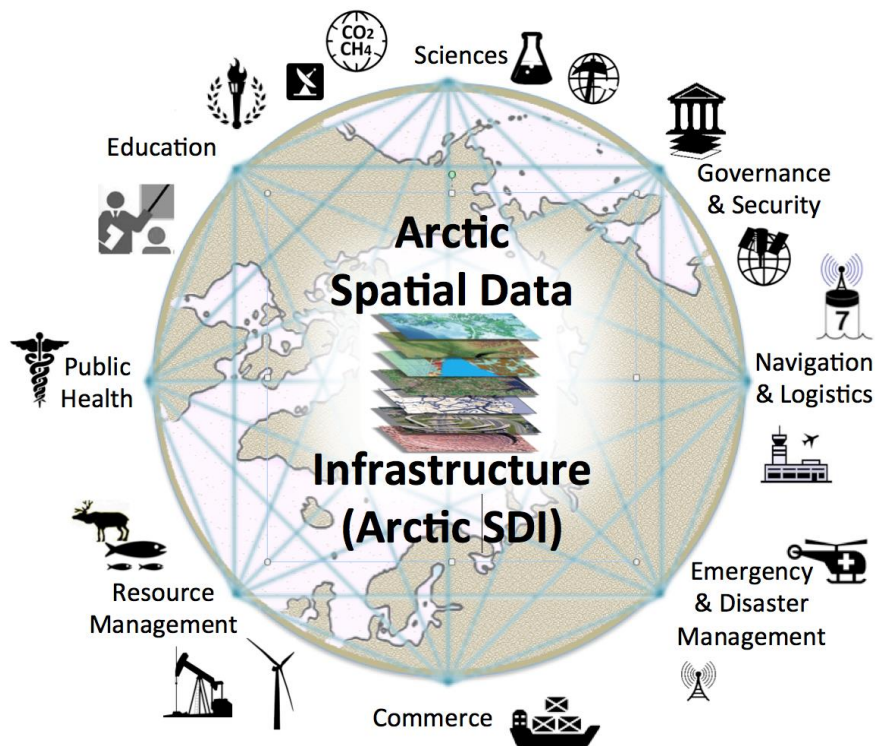 CO2
CH4
Sciences
Education
Governance
& Security
Arctic
Spatial Data
7
Public
Health
Navigation
& Logistics
Infrastructure
(Arctic SDI)
Resource
Management
Emergency
& Disaster
Management
Commerce